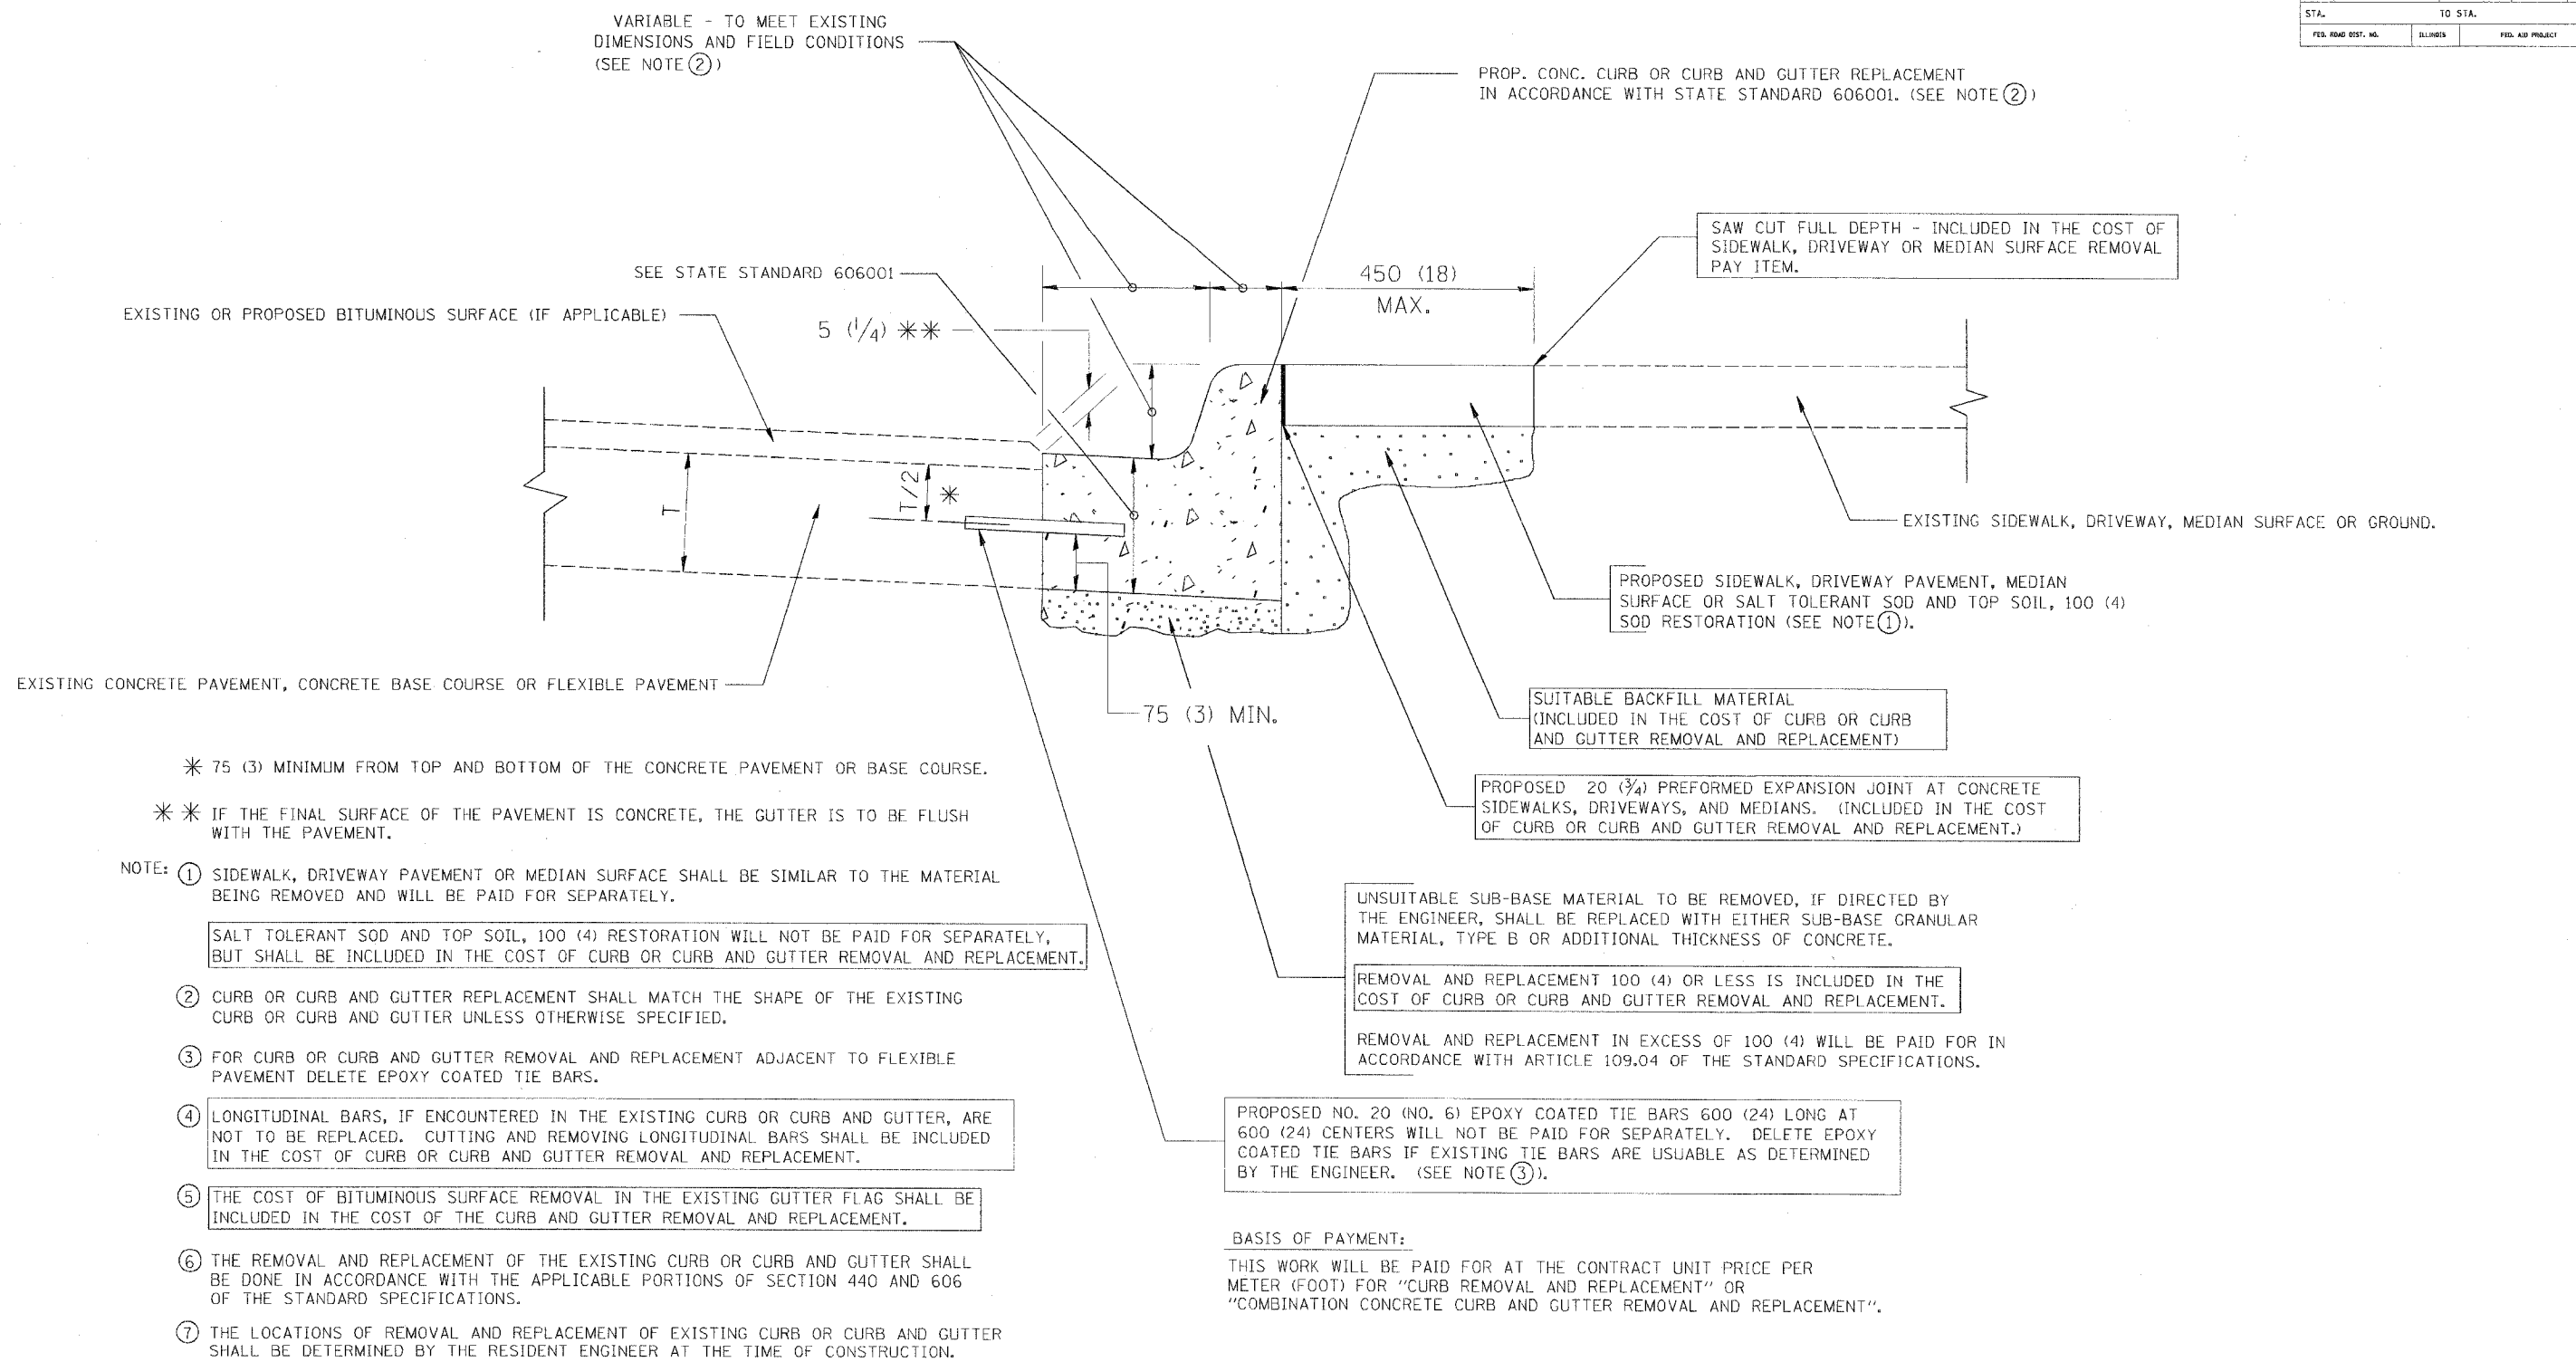 STA. TO STA.
FED. ROAD DIST. NO. ILLINOIS FED. AID PROJECT
VARIABLE - TO MEET EXISTING
DIMENSIONS AND FIELD CONDITIONS
(SEE NOTE ②)
PROP. CONC. CURB OR CURB AND GUTTER REPLACEMENT
IN ACCORDANCE WITH STATE STANDARD 606001. (SEE NOTE ②)
SAW CUT FULL DEPTH - INCLUDED IN THE COST OF
SIDEWALK, DRIVEWAY OR MEDIAN SURFACE REMOVAL
PAY ITEM.
SEE STATE STANDARD 606001
450 (18)
MAX.
EXISTING OR PROPOSED BITUMINOUS SURFACE (IF APPLICABLE)
5 (1/4) **
T
T/2
*
EXISTING SIDEWALK, DRIVEWAY, MEDIAN SURFACE OR GROUND.
PROPOSED SIDEWALK, DRIVEWAY PAVEMENT, MEDIAN
SURFACE OR SALT TOLERANT SOD AND TOP SOIL, 100 (4)
SOD RESTORATION (SEE NOTE ①).
EXISTING CONCRETE PAVEMENT, CONCRETE BASE COURSE OR FLEXIBLE PAVEMENT
75 (3) MIN.
SUITABLE BACKFILL MATERIAL
(INCLUDED IN THE COST OF CURB OR CURB
AND GUTTER REMOVAL AND REPLACEMENT)
PROPOSED 20 (3/4) PREFORMED EXPANSION JOINT AT CONCRETE
SIDEWALKS, DRIVEWAYS, AND MEDIANS. (INCLUDED IN THE COST
OF CURB OR CURB AND GUTTER REMOVAL AND REPLACEMENT.)
* 75 (3) MINIMUM FROM TOP AND BOTTOM OF THE CONCRETE PAVEMENT OR BASE COURSE.
* * IF THE FINAL SURFACE OF THE PAVEMENT IS CONCRETE, THE GUTTER IS TO BE FLUSH
WITH THE PAVEMENT.
NOTE: ① SIDEWALK, DRIVEWAY PAVEMENT OR MEDIAN SURFACE SHALL BE SIMILAR TO THE MATERIAL
BEING REMOVED AND WILL BE PAID FOR SEPARATELY.
SALT TOLERANT SOD AND TOP SOIL, 100 (4) RESTORATION WILL NOT BE PAID FOR SEPARATELY,
BUT SHALL BE INCLUDED IN THE COST OF CURB OR CURB AND GUTTER REMOVAL AND REPLACEMENT.
② CURB OR CURB AND GUTTER REPLACEMENT SHALL MATCH THE SHAPE OF THE EXISTING
CURB OR CURB AND GUTTER UNLESS OTHERWISE SPECIFIED.
③ FOR CURB OR CURB AND GUTTER REMOVAL AND REPLACEMENT ADJACENT TO FLEXIBLE
PAVEMENT DELETE EPOXY COATED TIE BARS.
④ LONGITUDINAL BARS, IF ENCOUNTERED IN THE EXISTING CURB OR CURB AND GUTTER, ARE
NOT TO BE REPLACED. CUTTING AND REMOVING LONGITUDINAL BARS SHALL BE INCLUDED
IN THE COST OF CURB OR CURB AND GUTTER REMOVAL AND REPLACEMENT.
⑤ THE COST OF BITUMINOUS SURFACE REMOVAL IN THE EXISTING GUTTER FLAG SHALL BE
INCLUDED IN THE COST OF THE CURB AND GUTTER REMOVAL AND REPLACEMENT.
⑥ THE REMOVAL AND REPLACEMENT OF THE EXISTING CURB OR CURB AND GUTTER SHALL
BE DONE IN ACCORDANCE WITH THE APPLICABLE PORTIONS OF SECTION 440 AND 606
OF THE STANDARD SPECIFICATIONS.
⑦ THE LOCATIONS OF REMOVAL AND REPLACEMENT OF EXISTING CURB OR CURB AND GUTTER
SHALL BE DETERMINED BY THE RESIDENT ENGINEER AT THE TIME OF CONSTRUCTION.
UNSUITABLE SUB-BASE MATERIAL TO BE REMOVED, IF DIRECTED BY
THE ENGINEER, SHALL BE REPLACED WITH EITHER SUB-BASE GRANULAR
MATERIAL, TYPE B OR ADDITIONAL THICKNESS OF CONCRETE.
REMOVAL AND REPLACEMENT 100 (4) OR LESS IS INCLUDED IN THE
COST OF CURB OR CURB AND GUTTER REMOVAL AND REPLACEMENT.
REMOVAL AND REPLACEMENT IN EXCESS OF 100 (4) WILL BE PAID FOR IN
ACCORDANCE WITH ARTICLE 109.04 OF THE STANDARD SPECIFICATIONS.
PROPOSED NO. 20 (NO. 6) EPOXY COATED TIE BARS 600 (24) LONG AT
600 (24) CENTERS WILL NOT BE PAID FOR SEPARATELY. DELETE EPOXY
COATED TIE BARS IF EXISTING TIE BARS ARE USUABLE AS DETERMINED
BY THE ENGINEER. (SEE NOTE ③).
BASIS OF PAYMENT:
THIS WORK WILL BE PAID FOR AT THE CONTRACT UNIT PRICE PER
METER (FOOT) FOR "CURB REMOVAL AND REPLACEMENT" OR
"COMBINATION CONCRETE CURB AND GUTTER REMOVAL AND REPLACEMENT".